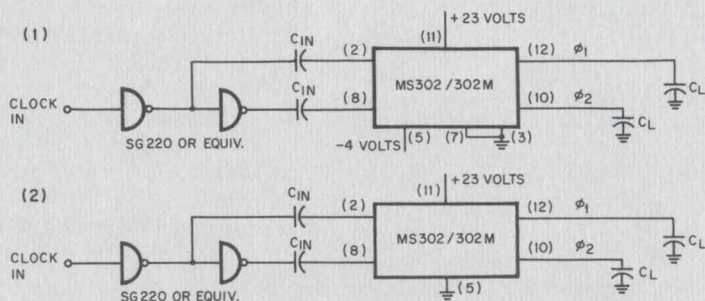 (1)
+23 VOLTS
CIN
(2)
(11)
(12) ϕ1
CL
MS302/302M
CLOCK
IN
CIN
(8)
(10) ϕ2
CL
SG220 OR EQUIV.
-4 VOLTS
(5)
(7)
(3)
(2)
+23 VOLTS
CIN
(2)
(11)
(12) ϕ1
CL
MS302/302M
CLOCK
IN
CIN
(8)
(10) ϕ2
CL
SG220 OR EQUIV.
(5)